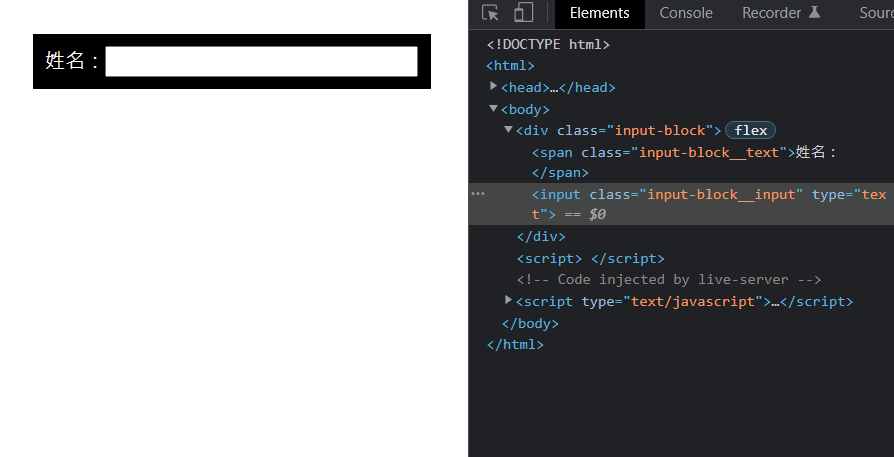 姓名：
Elements Console Recorder Sourc
<!DOCTYPE html>
<html>
<head>…</head>
<body>
<div class="input-block"> flex
<span class="input-block__text">姓名：
</span>
<input class="input-block__input" type="tex
t"> == $0
</div>
<script> </script>
<!-- Code injected by live-server -->
<script type="text/javascript">…</script>
</body>
</html>